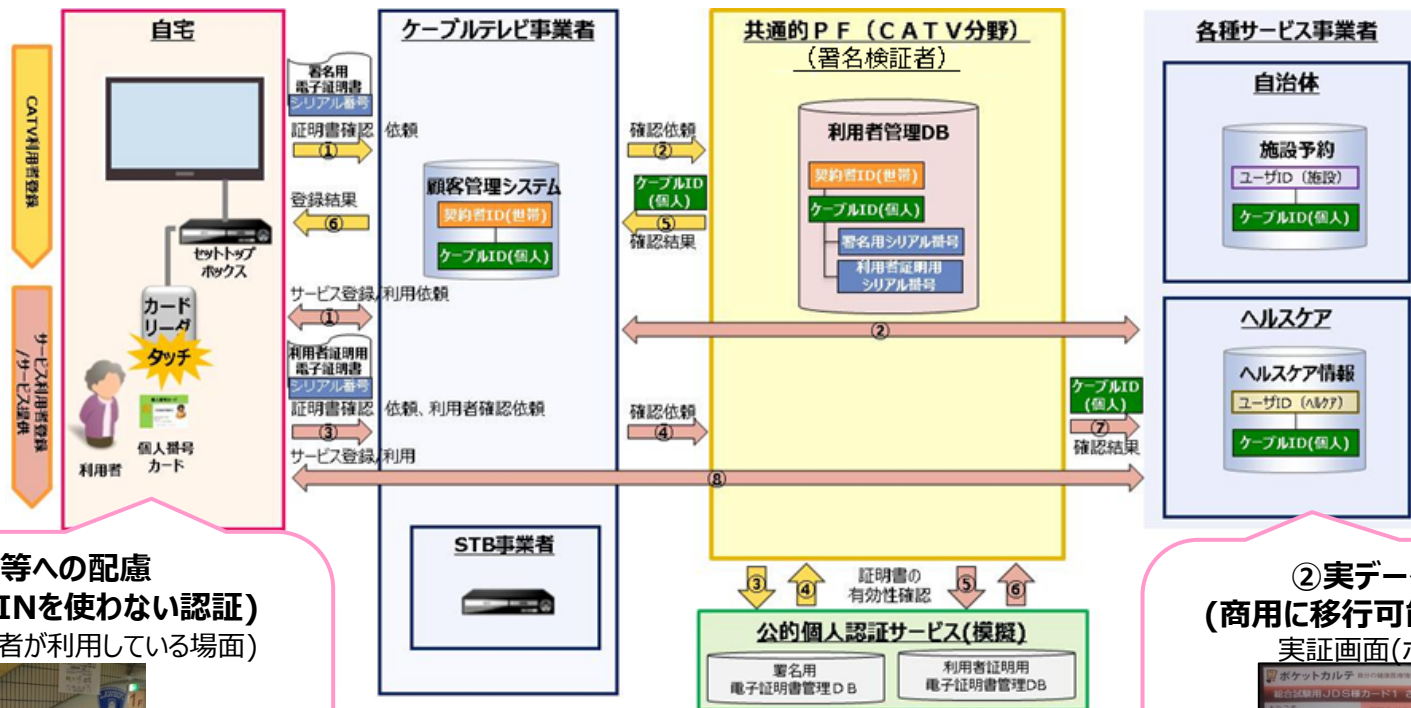 自宅
ケーブルテレビ事業者
共通的PF（CATV分野）
（署名検証者）
各種サービス事業者
CATV利用者登録
サービス利用者登録
/サービス提供
セットトップ
ボックス
カード
リーダ
タッチ
個人番号
カード
利用者
署名用
電子証明書
シリアル番号
証明書確認 依頼
①
登録結果
⑥
サービス登録/利用依頼
①
利用者証明用
電子証明書
シリアル番号
証明書確認 依頼、利用者確認依頼
③
サービス登録/利用
⑧
顧客管理システム
契約者ID(世帯)
ケーブルID(個人)
STB事業者
確認依頼
②
ケーブルID
(個人)
⑤
確認結果
②
確認依頼
④
利用者管理DB
契約者ID(世帯)
ケーブルID(個人)
署名用シリアル番号
利用者証明用
シリアル番号
ケーブルID
(個人)
⑦
確認結果
自治体
施設予約
ユーザID（施設）
ケーブルID(個人)
ヘルスケア
ヘルスケア情報
ユーザID（ヘルケア）
ケーブルID(個人)
③
④
証明書の
有効性確認
⑤
⑥
公的個人認証サービス(模擬)
署名用
電子証明書管理DB
利用者証明用
電子証明書管理DB
等への配慮
INを使わない認証)
者が利用している場面)
②実デー
(商用に移行可能
実証画面(ポ
ポケットカルテ
総合試験用JDS様カード1